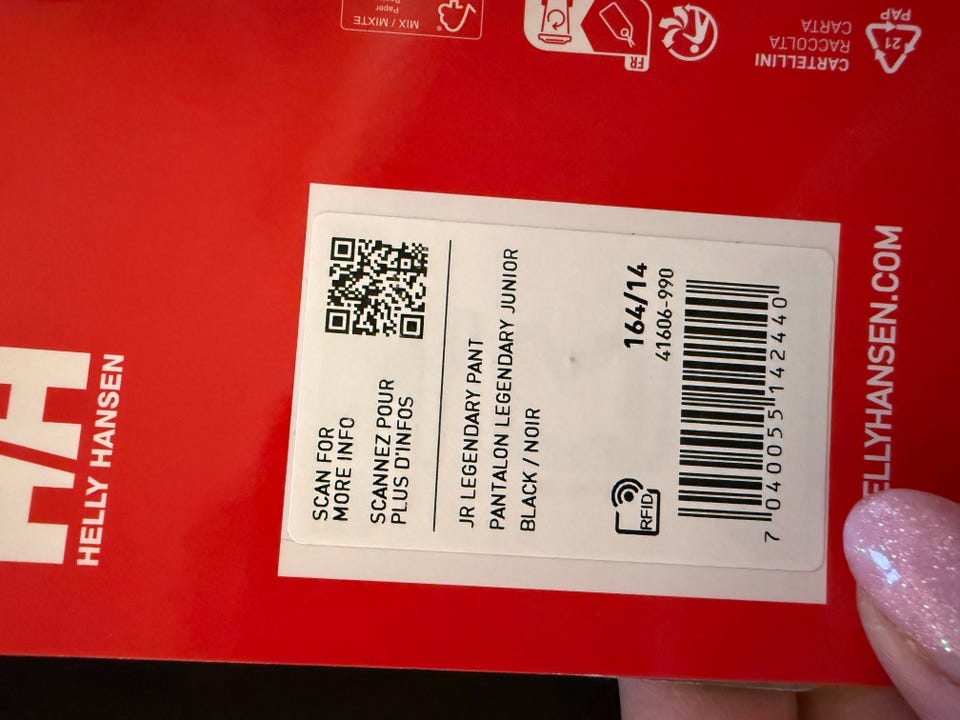 HELLY HANSEN
SCAN FOR
MORE INFO
SCANNEZ POUR
PLUS D'INFOS
JR LEGENDARY PANT
PANTALON LEGENDARY JUNIOR
BLACK / NOIR
164/14
41606-990
RFID
7 040055 142440
ELLYHANSEN.COM
21
PAP
CARTELLINI
RACCOLTA
CARTA
FR
MIX / MIXTE
Paper